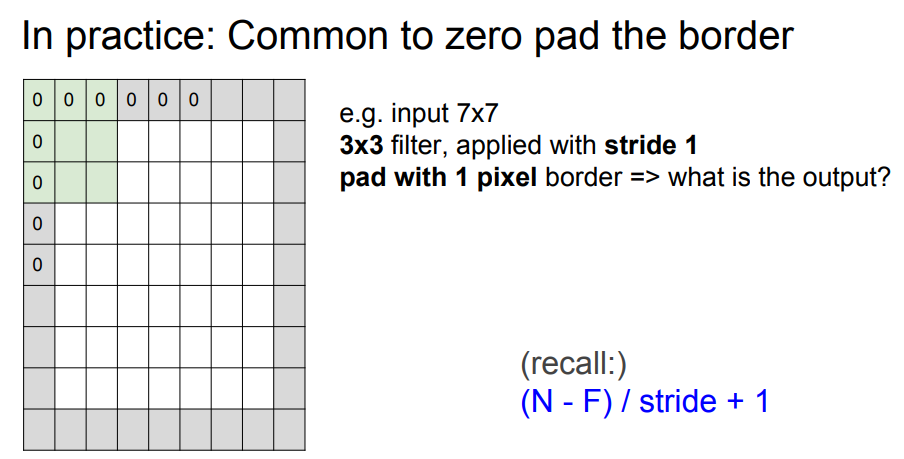 In practice: Common to zero pad the border
0 0 0 0 0 0
0
0
0
0
e.g. input 7x7
3x3 filter, applied with stride 1
pad with 1 pixel border => what is the output?
(recall:)
(N - F) / stride + 1